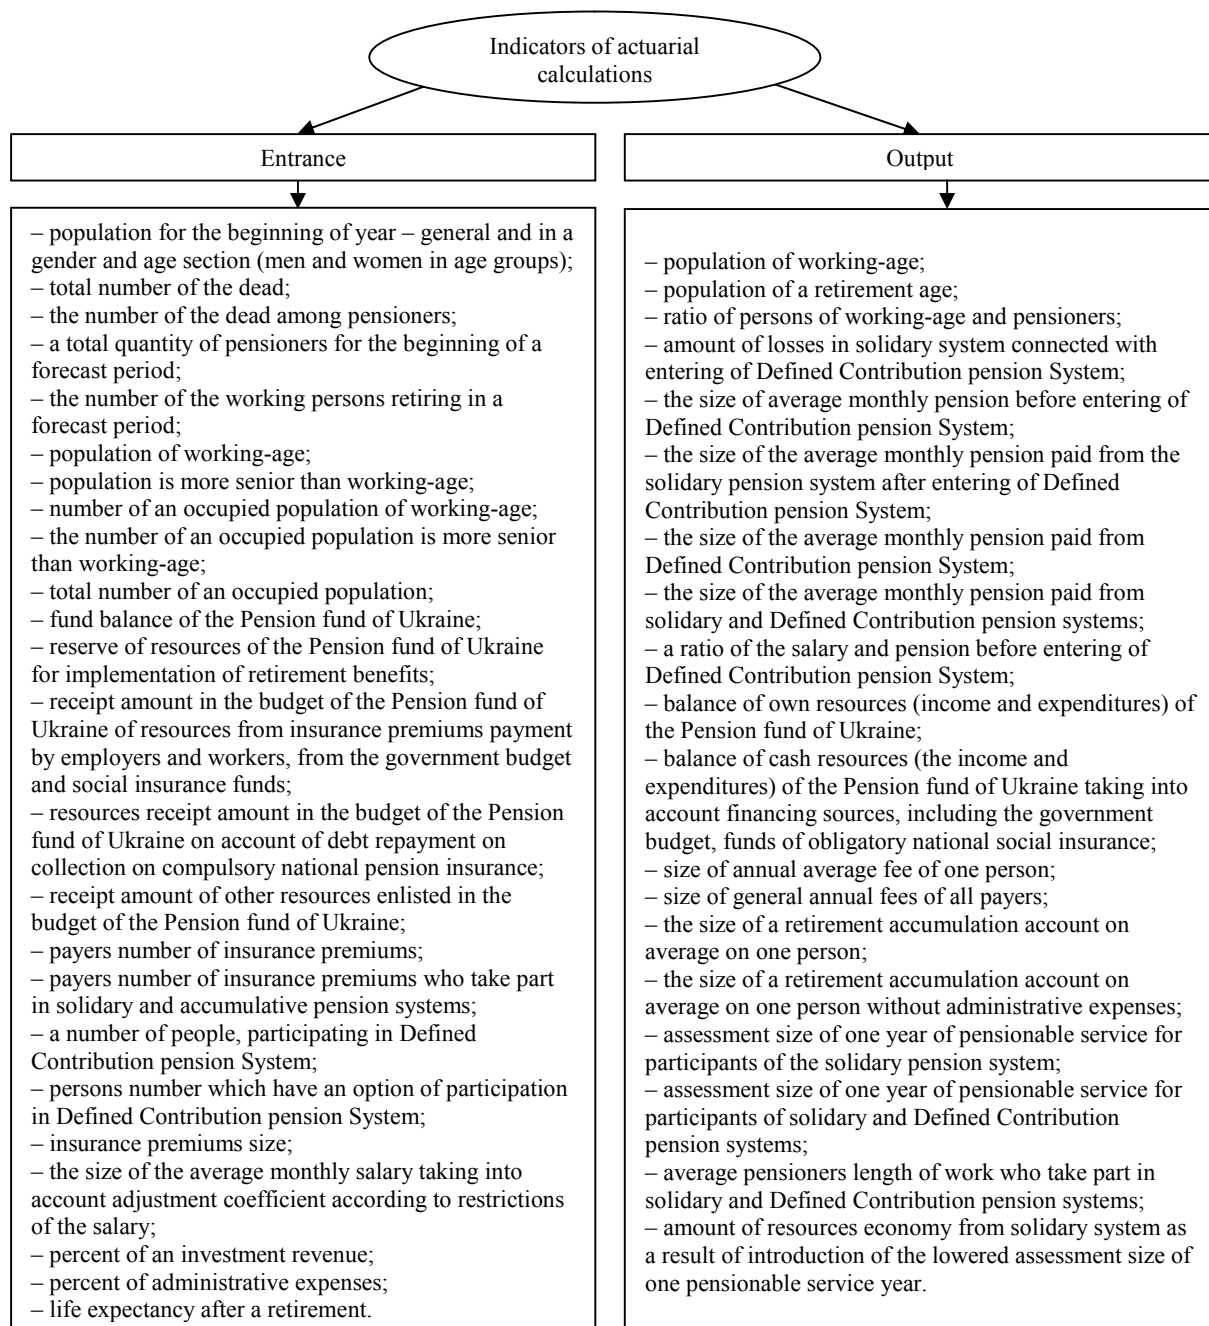 Indicators of actuarial
calculations
Entrance
– population for the beginning of year – general and in a
gender and age section (men and women in age groups);
– total number of the dead;
– the number of the dead among pensioners;
– a total quantity of pensioners for the beginning of a
forecast period;
– the number of the working persons retiring in a
forecast period;
– population of working-age;
– population is more senior than working-age;
– number of an occupied population of working-age;
– the number of an occupied population is more senior
than working-age;
– total number of an occupied population;
– fund balance of the Pension fund of Ukraine;
– reserve of resources of the Pension fund of Ukraine
for implementation of retirement benefits;
– receipt amount in the budget of the Pension fund of
Ukraine of resources from insurance premiums payment
by employers and workers, from the government budget
and social insurance funds;
– resources receipt amount in the budget of the Pension
fund of Ukraine on account of debt repayment on
collection on compulsory national pension insurance;
– receipt amount of other resources enlisted in the
budget of the Pension fund of Ukraine;
– payers number of insurance premiums;
– payers number of insurance premiums who take part
in solidary and accumulative pension systems;
– a number of people, participating in Defined
Contribution pension System;
– persons number which have an option of participation
in Defined Contribution pension System;
– insurance premiums size;
– the size of the average monthly salary taking into
account adjustment coefficient according to restrictions
of the salary;
– percent of an investment revenue;
– percent of administrative expenses;
– life expectancy after a retirement.
Output
– population of working-age;
– population of a retirement age;
– ratio of persons of working-age and pensioners;
– amount of losses in solidary system connected with
entering of Defined Contribution pension System;
– the size of average monthly pension before entering of
Defined Contribution pension System;
– the size of the average monthly pension paid from the
solidary pension system after entering of Defined
Contribution pension System;
– the size of the average monthly pension paid from
Defined Contribution pension System;
– the size of the average monthly pension paid from
solidary and Defined Contribution pension systems;
– a ratio of the salary and pension before entering of
Defined Contribution pension System;
– balance of own resources (income and expenditures) of
the Pension fund of Ukraine;
– balance of cash resources (the income and
expenditures) of the Pension fund of Ukraine taking into
account financing sources, including the government
budget, funds of obligatory national social insurance;
– size of annual average fee of one person;
– size of general annual fees of all payers;
– the size of a retirement accumulation account on
average on one person;
– the size of a retirement accumulation account on
average on one person without administrative expenses;
– assessment size of one year of pensionable service for
participants of the solidary pension system;
– assessment size of one year of pensionable service for
participants of solidary and Defined Contribution
pension systems;
– average pensioners length of work who take part in
solidary and Defined Contribution pension systems;
– amount of resources economy from solidary system as
a result of introduction of the lowered assessment size of
one pensionable service year.